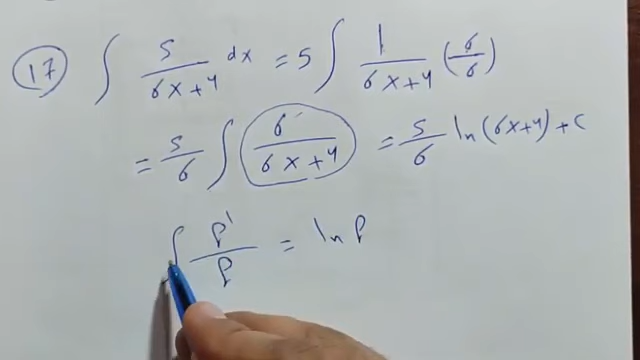 17 ∫ 5/(6x+4) dx = 5 ∫ 1/(6x+4) (6/6)
= 5/6 ∫ 6/(6x+4) = 5/6 ln(6x+4)+c
∫ f'/f = ln f